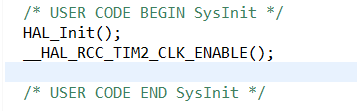 /* USER CODE BEGIN SysInit */
HAL_Init();
__HAL_RCC_TIM2_CLK_ENABLE();
/* USER CODE END SysInit */